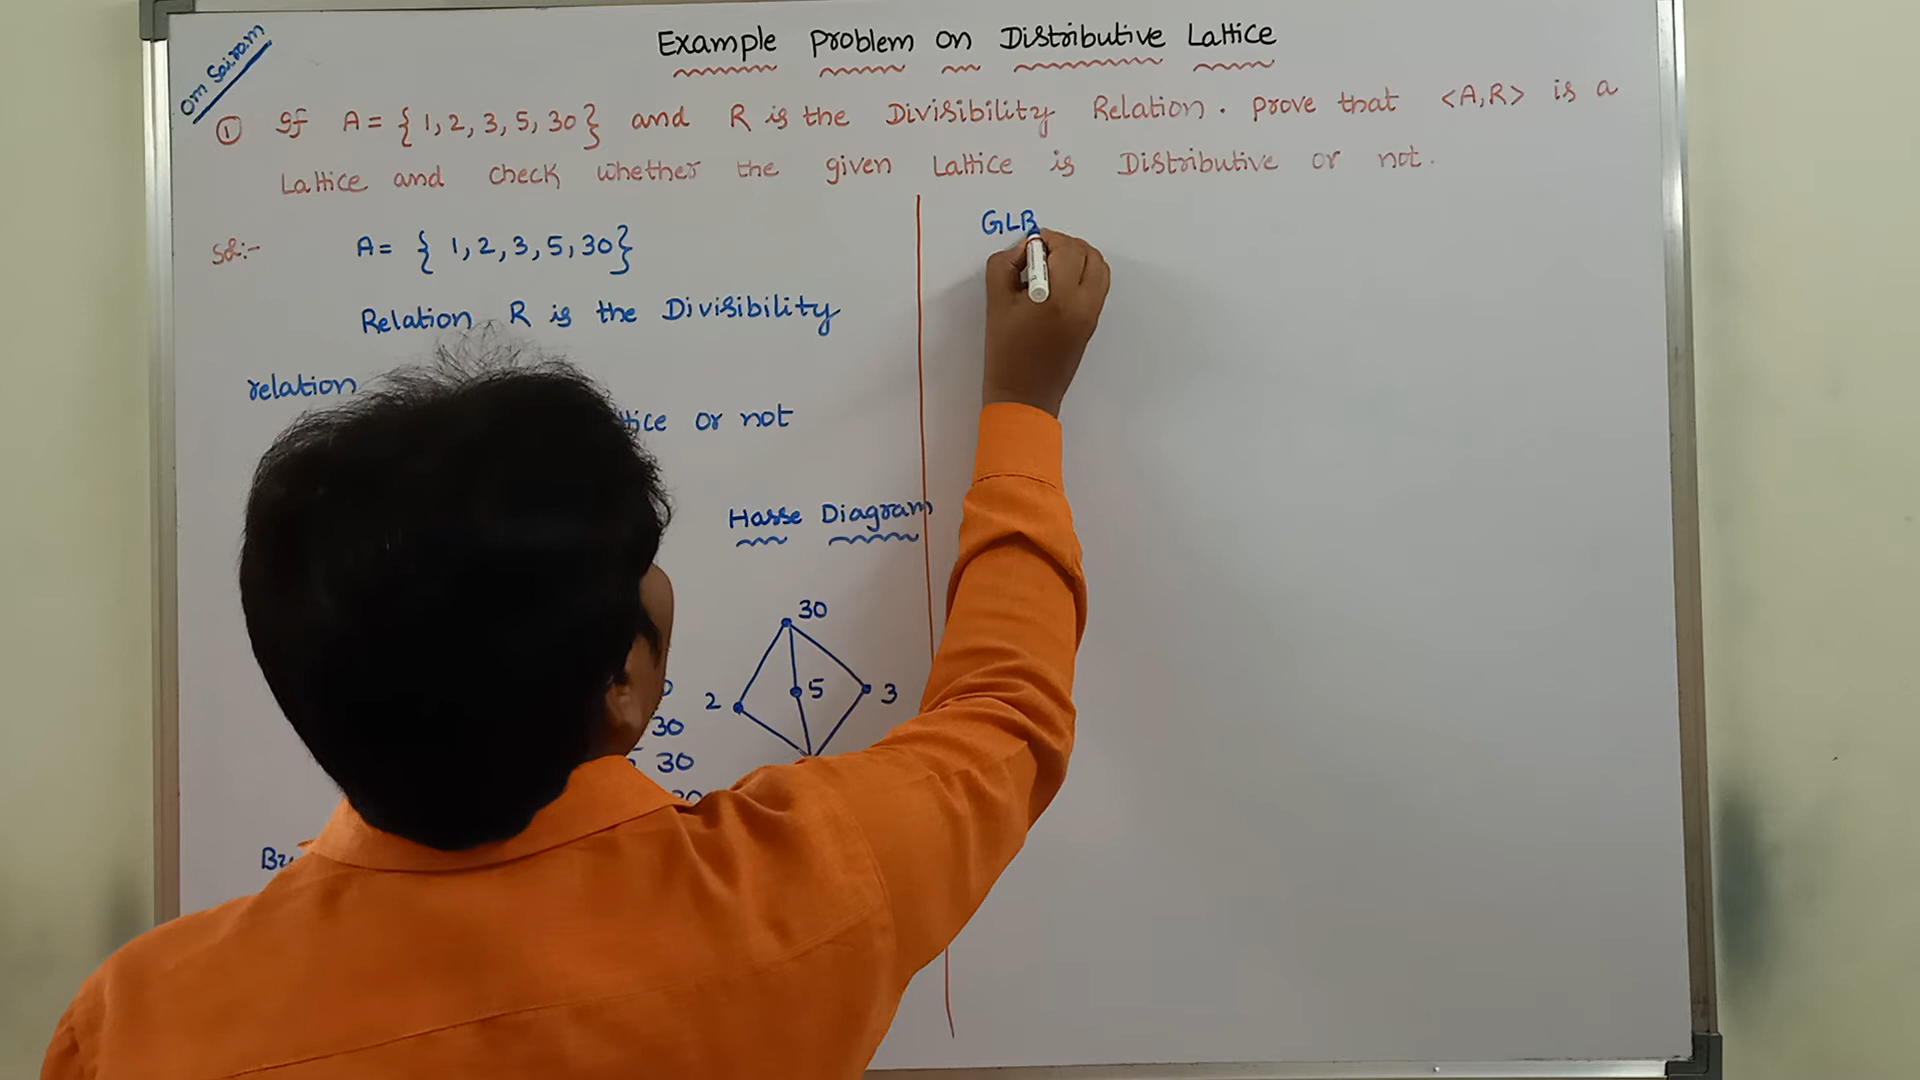 Om Sairam
Example Problem on Distributive Lattice
① If A = { 1, 2, 3, 5, 30 } and R is the Divisibility Relation. prove that <A,R> is a
Lattice and check whether the given Lattice is Distributive or not.
Sol:-
A = { 1, 2, 3, 5, 30 }
Relation R is the Divisibility
relation
or not
Hasse Diagram
30
2
5
3
30
30
GLB